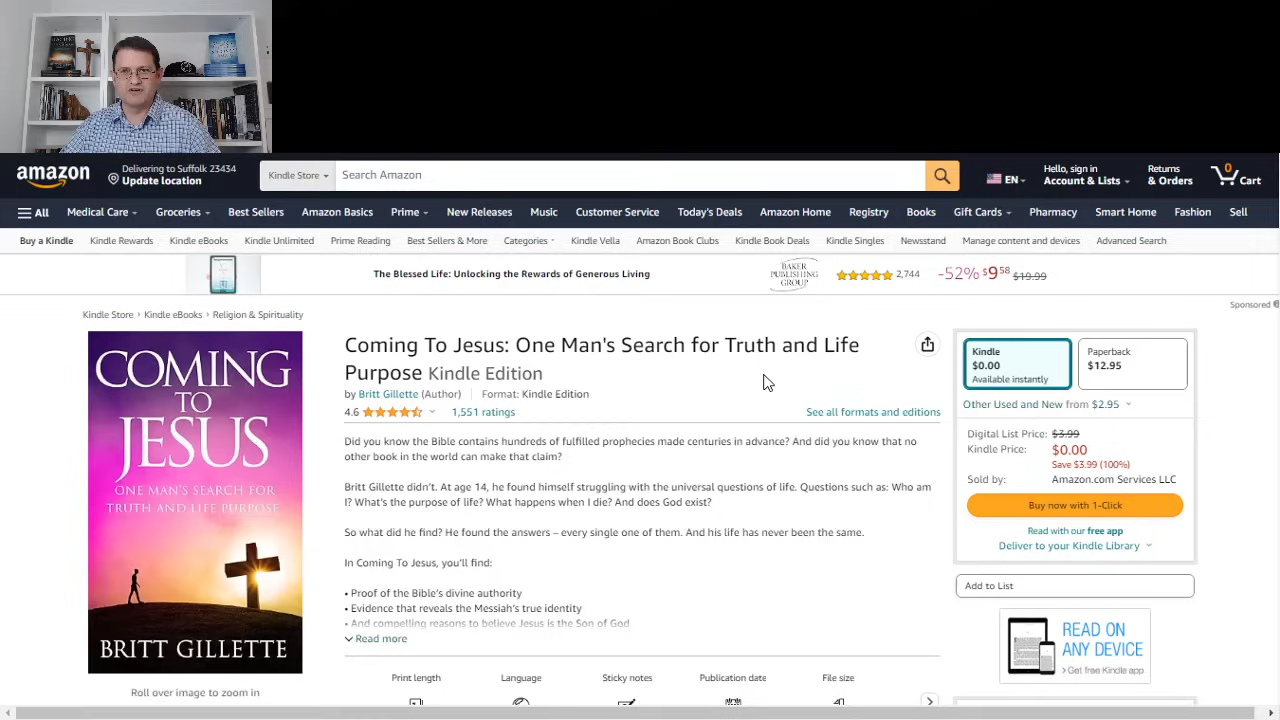 amazon
Delivering to Suffolk 23434
Update location
Kindle Store
Search Amazon
EN
Hello, sign in
Account & Lists
Returns
& Orders
0
Cart
All
Medical Care
Groceries
Best Sellers
Amazon Basics
Prime
New Releases
Music
Customer Service
Today's Deals
Amazon Home
Registry
Books
Gift Cards
Pharmacy
Smart Home
Fashion
Sell
Buy a Kindle
Kindle Rewards
Kindle eBooks
Kindle Unlimited
Prime Reading
Best Sellers & More
Categories
Kindle Vella
Amazon Book Clubs
Kindle Book Deals
Kindle Singles
Newsstand
Manage content and devices
Advanced Search
The Blessed Life: Unlocking the Rewards of Generous Living
BAKER
PUBLISHING
GROUP
2,744
-52% $9.58 $19.99
Sponsored
Kindle Store › Kindle eBooks › Religion & Spirituality
COMING
TO
JESUS
ONE MAN'S SEARCH FOR
TRUTH AND LIFE PURPOSE
BRITT GILLETTE
Roll over image to zoom in
Coming To Jesus: One Man's Search for Truth and Life
Purpose Kindle Edition
by Britt Gillette (Author) | Format: Kindle Edition
4.6
1,551 ratings
See all formats and editions
Did you know the Bible contains hundreds of fulfilled prophecies made centuries in advance? And did you know that no
other book in the world can make that claim?
Britt Gillette didn't. At age 14, he found himself struggling with the universal questions of life. Questions such as: Who am
I? What's the purpose of life? What happens when I die? And does God exist?
So what did he find? He found the answers – every single one of them. And his life has never been the same.
In Coming To Jesus, you'll find:
• Proof of the Bible's divine authority
• Evidence that reveals the Messiah's true identity
• And compelling reasons to believe Jesus is the Son of God
Read more
Print length
Language
Sticky notes
Publication date
File size
Kindle
$0.00
Available instantly
Paperback
$12.95
Other Used and New from $2.95
Digital List Price: $3.99
Kindle Price: $0.00
Save $3.99 (100%)
Sold by: Amazon.com Services LLC
Buy now with 1-Click
Read with our free app
Deliver to your Kindle Library
Add to List
READ ON
ANY DEVICE
› Get free Kindle app